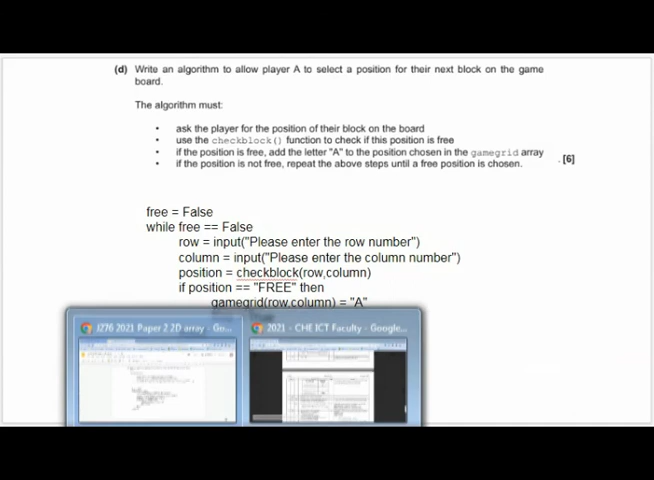 (d) Write an algorithm to allow player A to select a position for their next block on the game
board.
The algorithm must:
• ask the player for the position of their block on the board
• use the checkblock() function to check if this position is free
• if the position is free, add the letter "A" to the position chosen in the gamegrid array
• if the position is not free, repeat the above steps until a free position is chosen.
[6]
free = False
while free == False
row = input("Please enter the row number")
column = input("Please enter the column number")
position = checkblock(row,column)
if position == "FREE" then
gamegrid(row,column) = "A"
J276 2021 Paper 2 2D array - Go...
2021 - CHE ICT Faculty - Google...